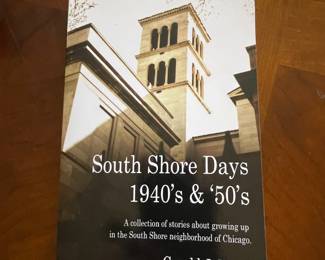 South Shore Days
1940's & '50's
A collection of stories about growing up
in the South Shore neighborhood of Chicago.